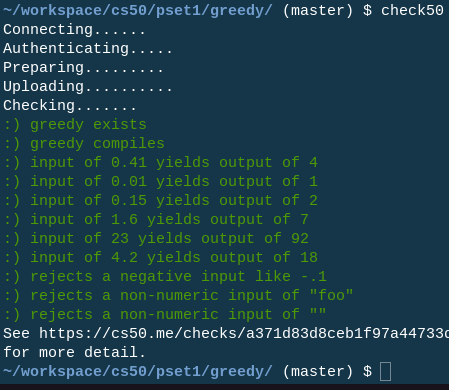 ~/workspace/cs50/pset1/greedy/ (master) $ check50
Connecting......
Authenticating.....
Preparing.........
Uploading..........
Checking.......
:) greedy exists
:) greedy compiles
:) input of 0.41 yields output of 4
:) input of 0.01 yields output of 1
:) input of 0.15 yields output of 2
:) input of 1.6 yields output of 7
:) input of 23 yields output of 92
:) input of 4.2 yields output of 18
:) rejects a negative input like -.1
:) rejects a non-numeric input of "foo"
:) rejects a non-numeric input of ""
See https://cs50.me/checks/a371d83d8ceb1f97a44733
for more detail.
~/workspace/cs50/pset1/greedy/ (master) $